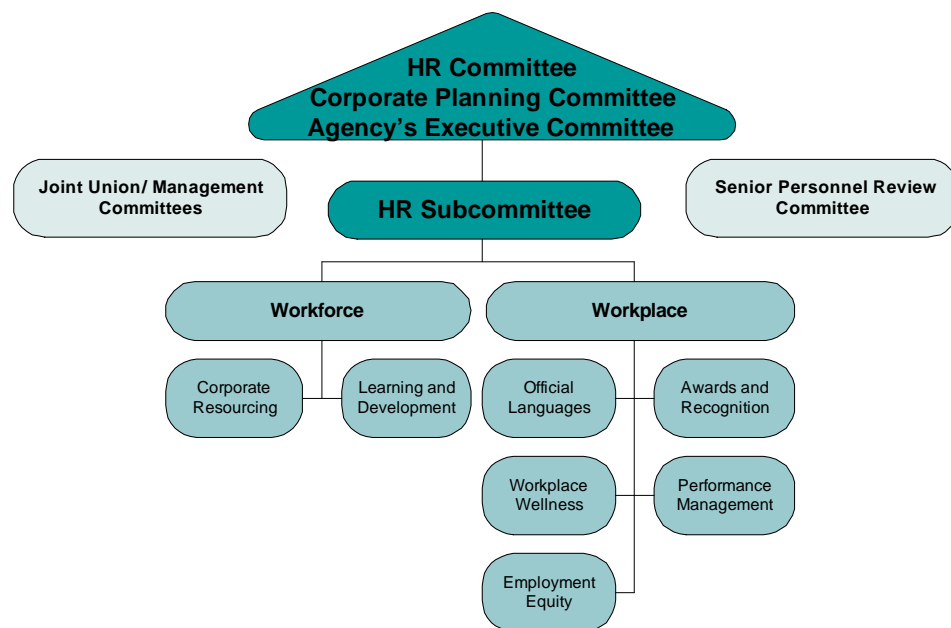 HR Committee
Corporate Planning Committee
Agency's Executive Committee
Joint Union/ Management
Committees
Senior Personnel Review
Committee
HR Subcommittee
Workforce
Workplace
Corporate
Resourcing
Learning and
Development
Official
Languages
Awards and
Recognition
Workplace
Wellness
Performance
Management
Employment
Equity